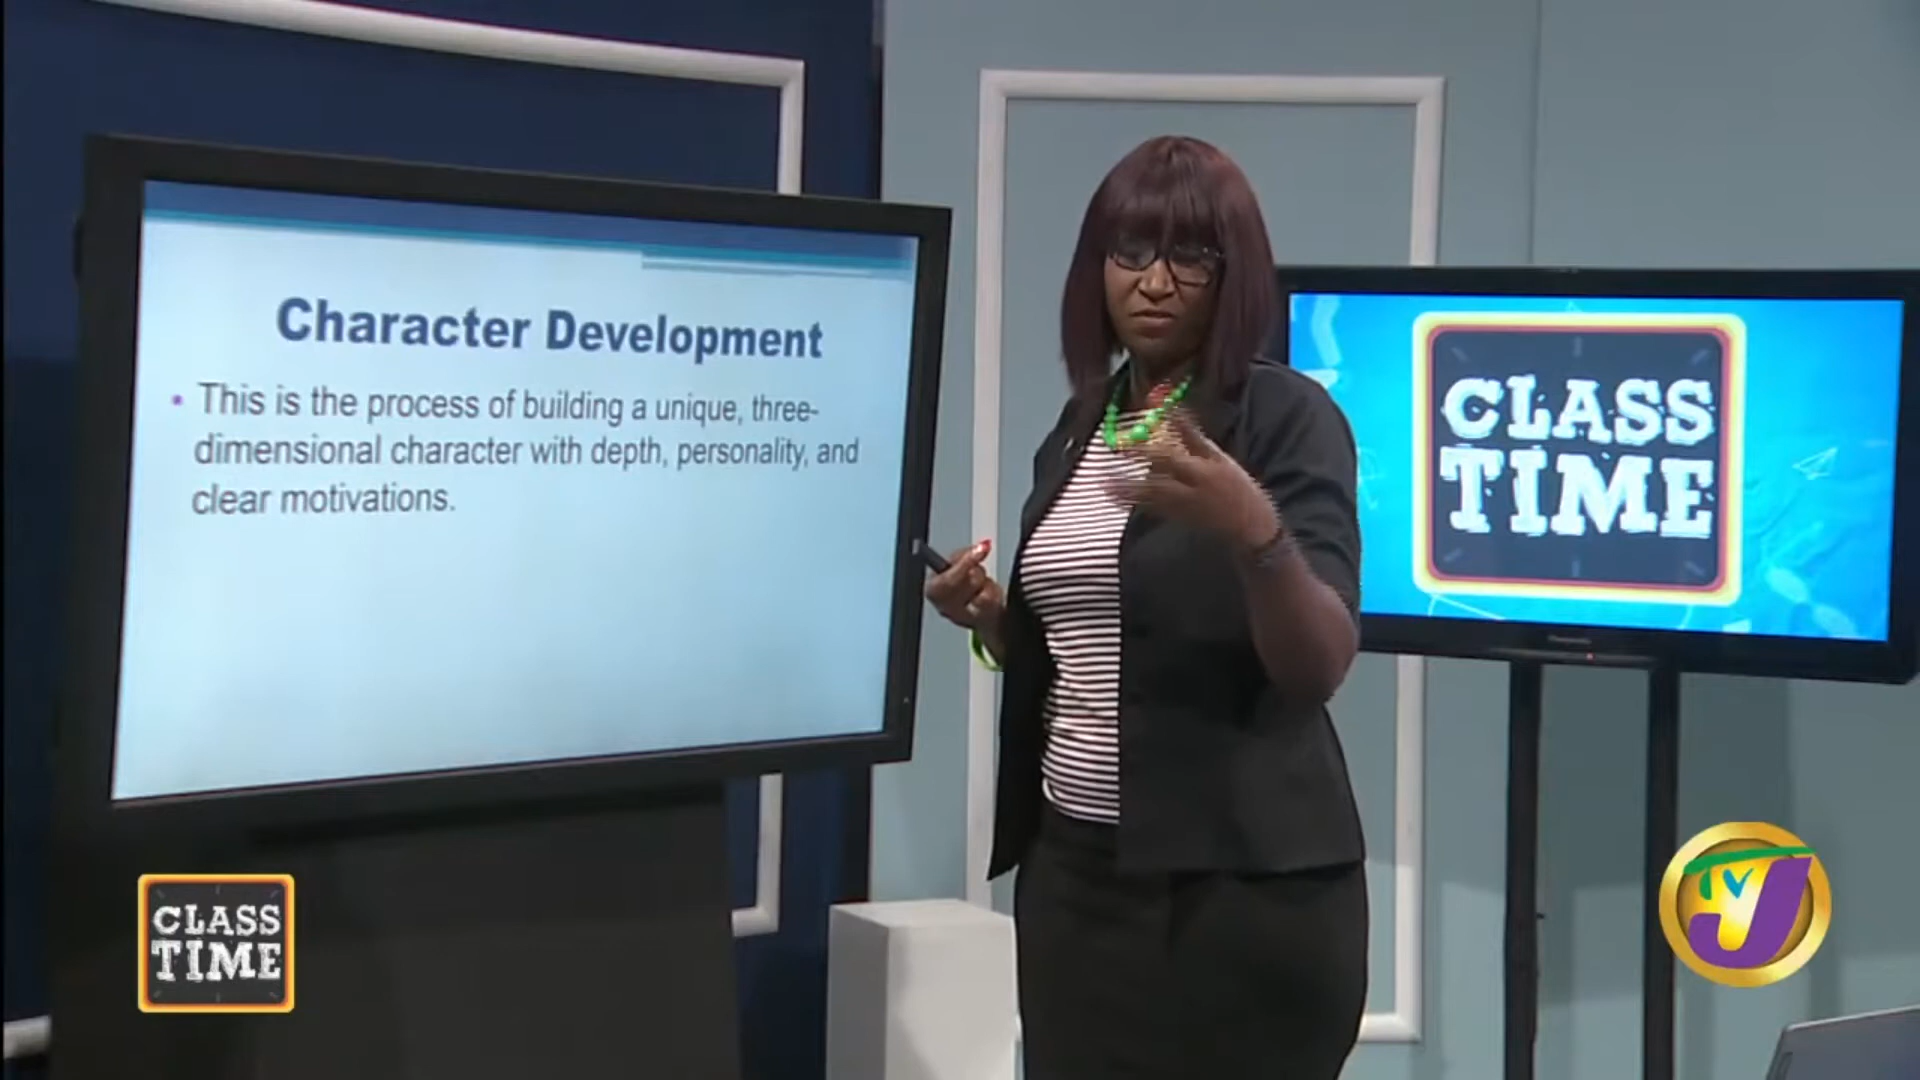 Character Development
• This is the process of building a unique, three-
dimensional character with depth, personality, and
clear motivations.
CLASS
TIME
CLASS
TIME
TVJ